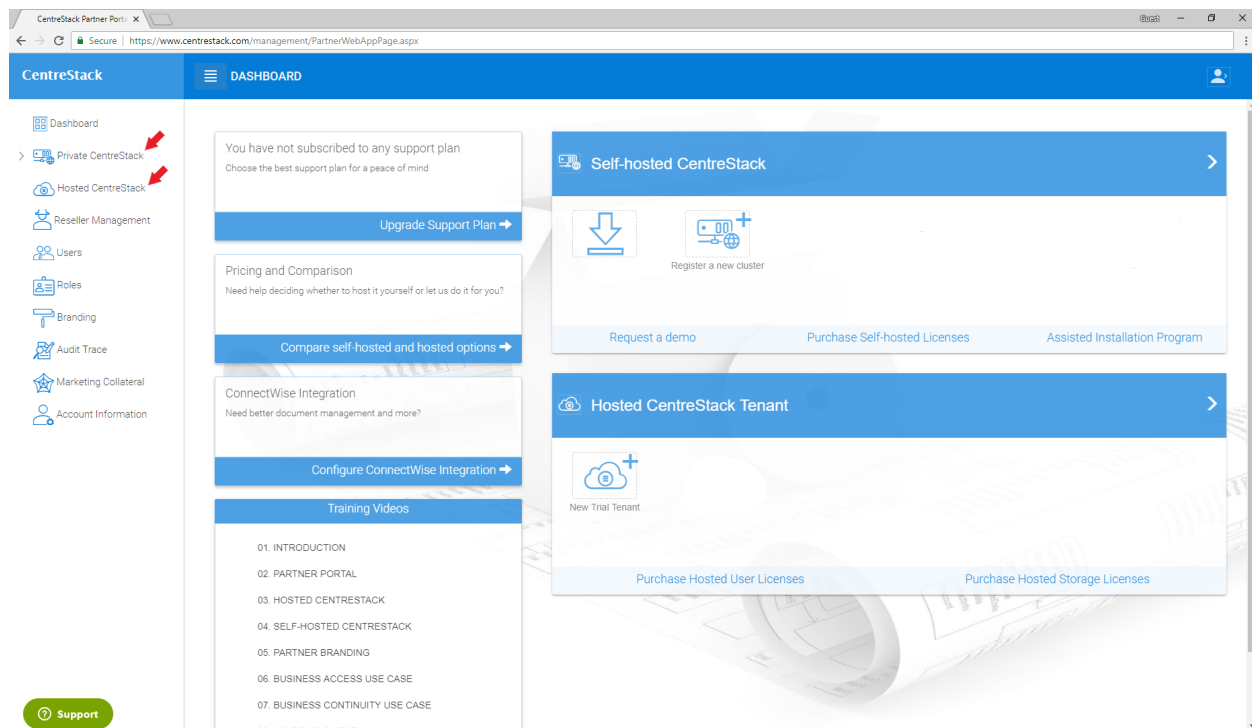 CentreStack Partner Porta
Guest
Secure | https://www.centrestack.com/management/PartnerWebAppPage.aspx
CentreStack
DASHBOARD
Dashboard
Private CentreStack
Hosted CentreStack
Reseller Management
Users
Roles
Branding
Audit Trace
Marketing Collateral
Account Information
Support
You have not subscribed to any support plan
Choose the best support plan for a peace of mind
Upgrade Support Plan
Pricing and Comparison
Need help deciding whether to host it yourself or let us do it for you?
Compare self-hosted and hosted options
ConnectWise Integration
Need better document management and more?
Configure ConnectWise Integration
Training Videos
01. INTRODUCTION
02. PARTNER PORTAL
03. HOSTED CENTRESTACK
04. SELF-HOSTED CENTRESTACK
05. PARTNER BRANDING
06. BUSINESS ACCESS USE CASE
07. BUSINESS CONTINUITY USE CASE
Self-hosted CentreStack
Register a new cluster
Request a demo
Purchase Self-hosted Licenses
Assisted Installation Program
Hosted CentreStack Tenant
New Trial Tenant
Purchase Hosted User Licenses
Purchase Hosted Storage Licenses